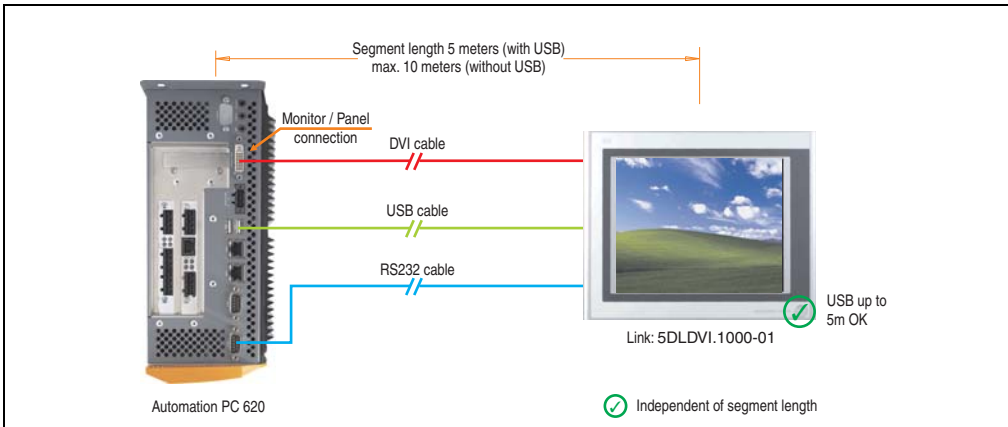 Segment length 5 meters (with USB)
max. 10 meters (without USB)
Monitor / Panel
connection
DVI cable
USB cable
RS232 cable
USB up to
5m OK
Link: 5DLDVI.1000-01
Automation PC 620
Independent of segment length